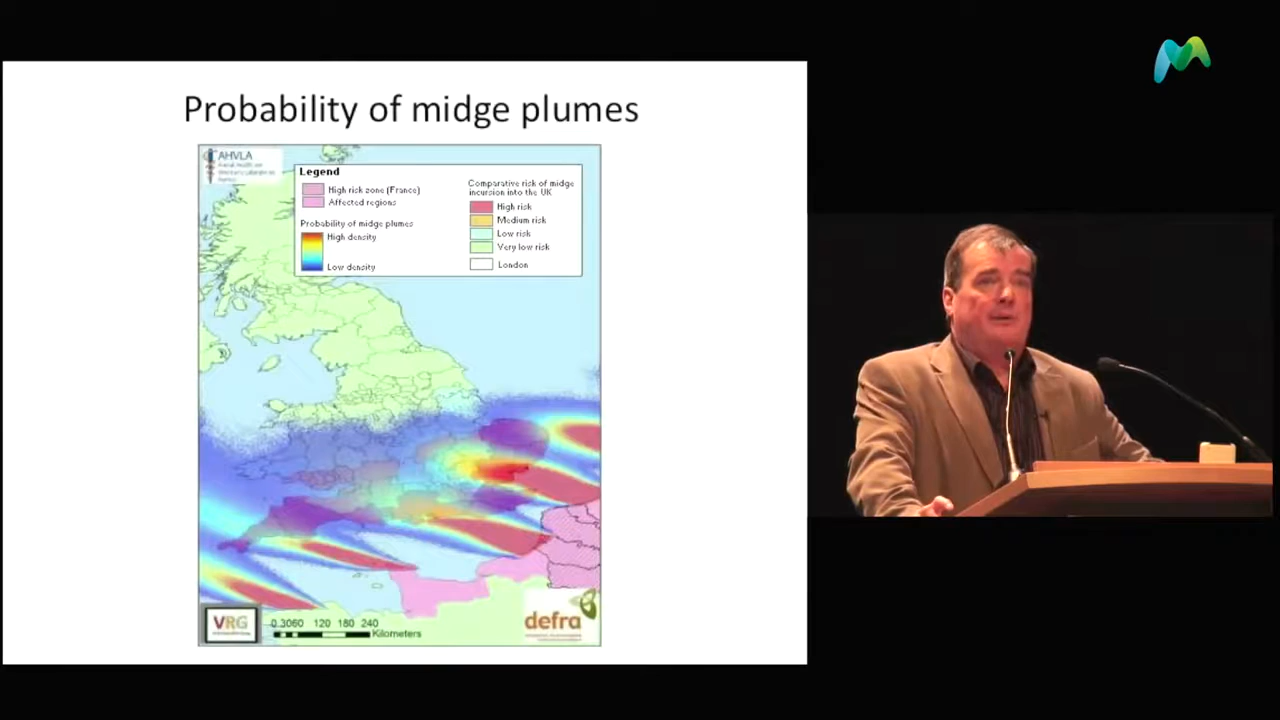 Probability of midge plumes
AHVLA
Legend
High risk zone (France)
Affected regions
Probability of midge plumes
High density
Low density
Comparative risk of midge
incursion into the UK
High risk
Medium risk
Low risk
Very low risk
London
VRG
0 3060 120 180 240
Kilometers
defra